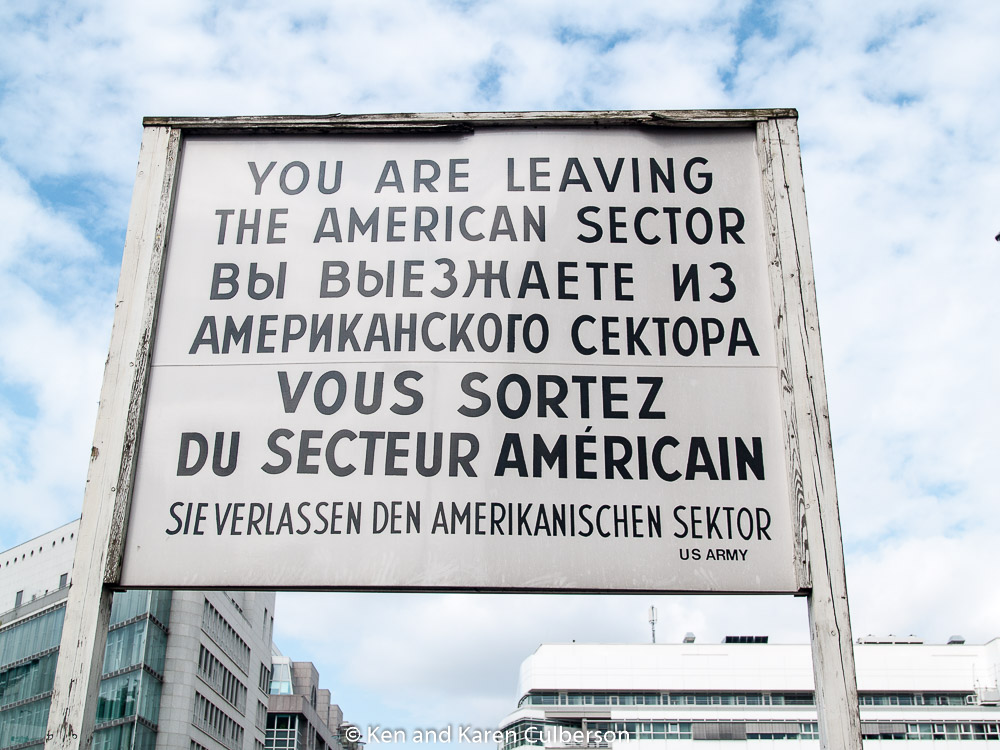 YOU ARE LEAVING
THE AMERICAN SECTOR
ВЫ ВЫЕЗЖАЕТЕ ИЗ
АМЕРИКАНСКОГО СЕКТОРА
VOUS SORTEZ
DU SECTEUR AMÉRICAIN
SIE VERLASSEN DEN AMERIKANISCHEN SEKTOR
US ARMY
© Ken and Karen Culberson